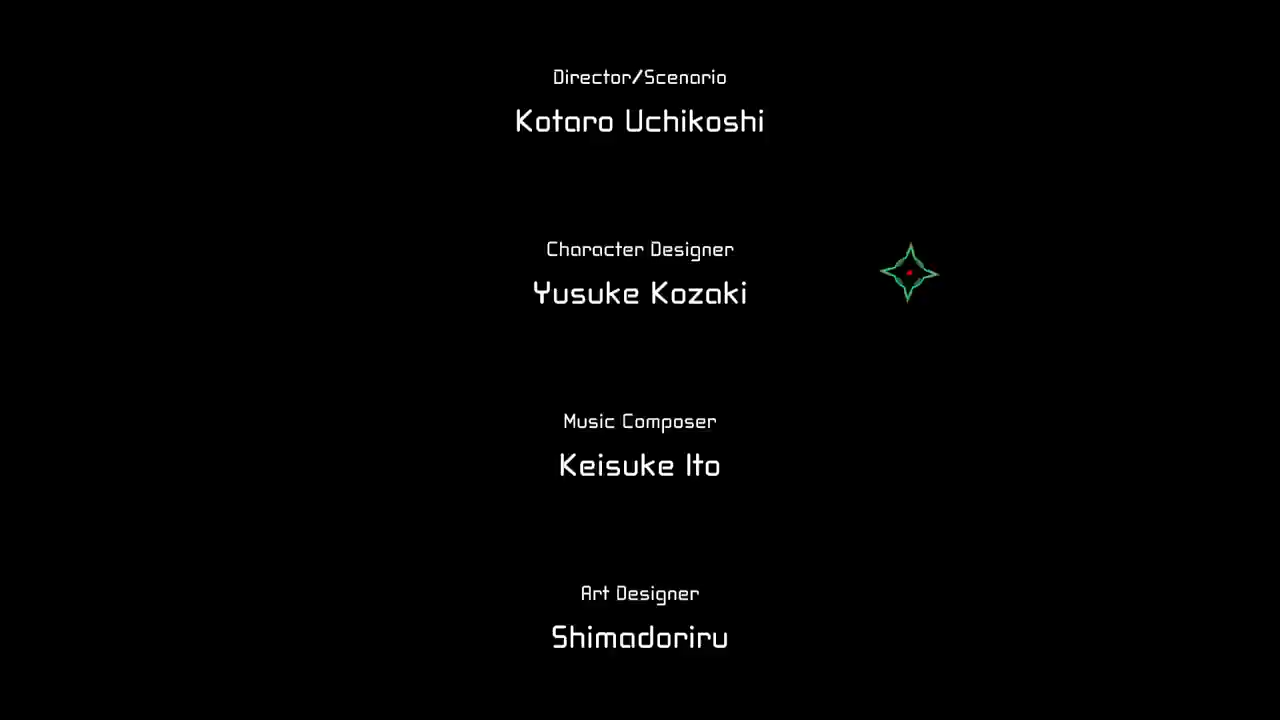 Director/Scenario
Kotaro Uchikoshi
Character Designer
Yusuke Kozaki
Music Composer
Keisuke Ito
Art Designer
Shimadoriru